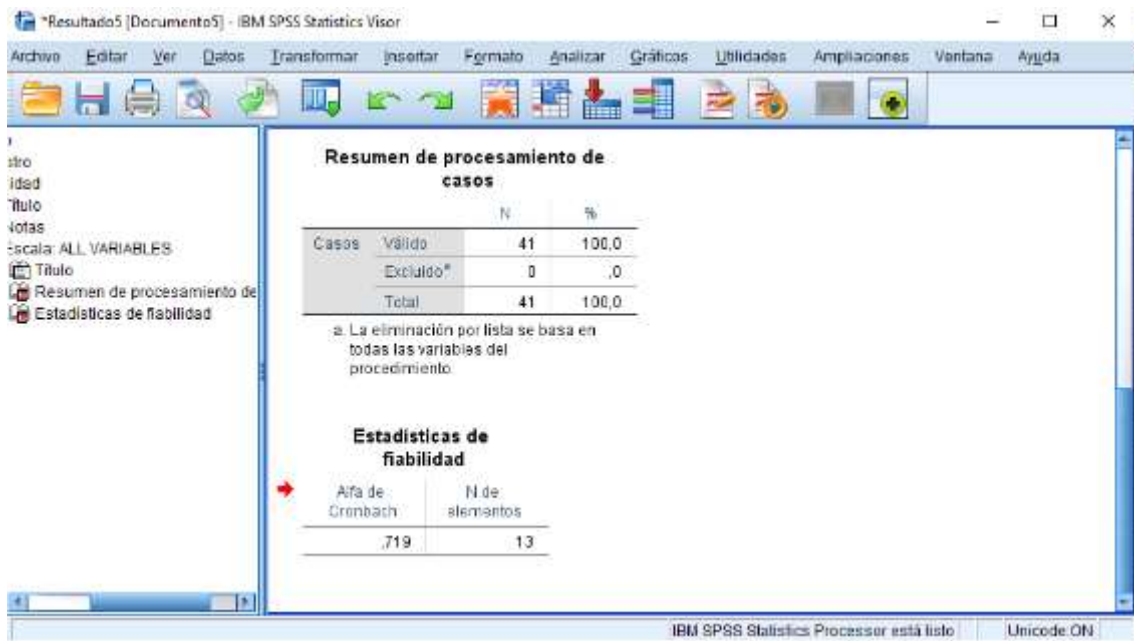 *Resultado5 [Documento5] - IBM SPSS Statistics Visor
Archivo Editar Ver Datos Transformar Insertar Formato Analizar Gráficos Utilidades Ampliaciones Ventana Ayuda
stro
idad
Título
Notas
Escala: ALL VARIABLES
Título
Resumen de procesamiento de
Estadísticas de fiabilidad
Resumen de procesamiento de
casos
N %
Casos Válido 41 100,0
Excluido a 0 ,0
Total 41 100,0
a. La eliminación por lista se basa en
todas las variables del
procedimiento.
Estadísticas de
fiabilidad
Alfa de
Cronbach
N de
elementos
,719 13
IBM SPSS Statistics Processor está listo Unicode:ON